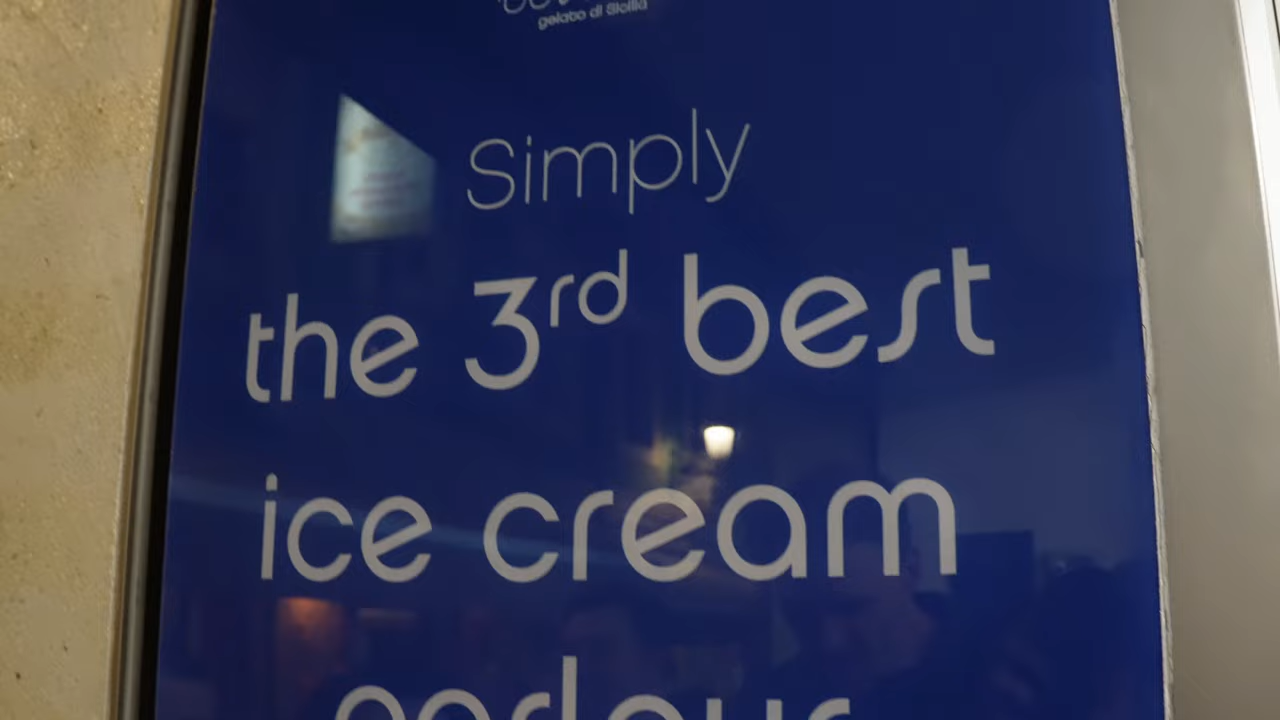 gelato di Sicilia
Simply
the 3rd best
ice cream
parlour